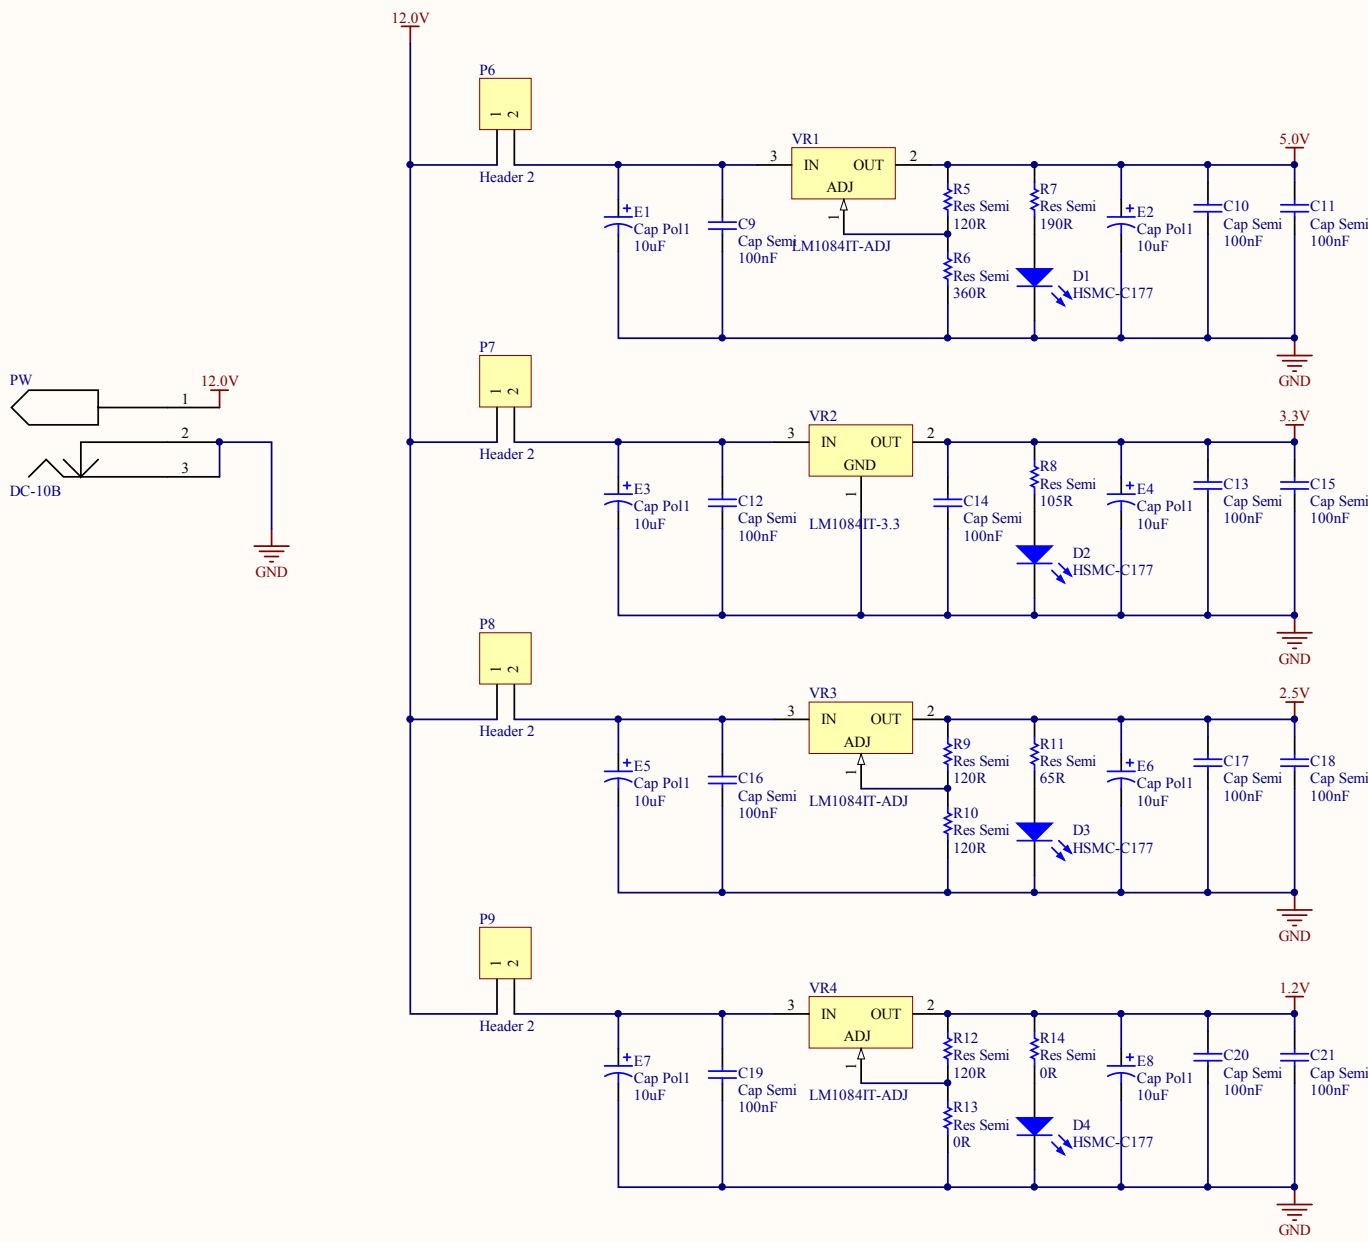 12.0V
P6
1
2
Header 2
VR1
3
IN
OUT
2
ADJ
1
LM1084IT-ADJ
5.0V
E1
Cap Pol1
10uF
C9
Cap Semi
100nF
R5
Res Semi
120R
R6
Res Semi
360R
R7
Res Semi
190R
D1
HSMC-C177
E2
Cap Pol1
10uF
C10
Cap Semi
100nF
C11
Cap Semi
100nF
GND
PW
12.0V
1
2
3
DC-10B
GND
P7
1
2
Header 2
VR2
3
IN
OUT
2
GND
1
LM1084IT-3.3
3.3V
E3
Cap Pol1
10uF
C12
Cap Semi
100nF
C14
Cap Semi
100nF
R8
Res Semi
105R
D2
HSMC-C177
E4
Cap Pol1
10uF
C13
Cap Semi
100nF
C15
Cap Semi
100nF
GND
P8
1
2
Header 2
VR3
3
IN
OUT
2
ADJ
1
LM1084IT-ADJ
2.5V
E5
Cap Pol1
10uF
C16
Cap Semi
100nF
R9
Res Semi
120R
R10
Res Semi
120R
R11
Res Semi
65R
D3
HSMC-C177
E6
Cap Pol1
10uF
C17
Cap Semi
100nF
C18
Cap Semi
100nF
GND
P9
1
2
Header 2
VR4
3
IN
OUT
2
ADJ
1
LM1084IT-ADJ
1.2V
E7
Cap Pol1
10uF
C19
Cap Semi
100nF
R12
Res Semi
120R
R13
Res Semi
0R
R14
Res Semi
0R
D4
HSMC-C177
E8
Cap Pol1
10uF
C20
Cap Semi
100nF
C21
Cap Semi
100nF
GND